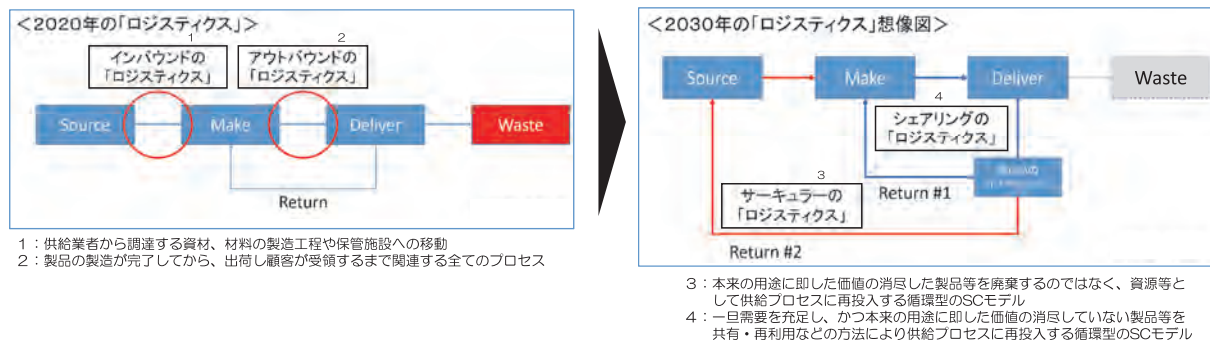 <2020年の「ロジスティクス」>
1
インバウンドの
「ロジスティクス」
2
アウトバウンドの
「ロジスティクス」
Source
Make
Deliver
Waste
Return
1：供給業者から調達する資材、材料の製造工程や保管施設への移動
2：製品の製造が完了してから、出荷し顧客が受領するまで関連する全てのプロセス
<2030年の「ロジスティクス」想像図>
Source
Make
Deliver
Waste
4
シェアリングの
「ロジスティクス」
3
サーキュラーの
「ロジスティクス」
Return #1
Return #2
3：本来の用途に即した価値の消尽した製品等を廃棄するのではなく、資源等と
して供給プロセスに再投入する循環型のSCモデル
4：一旦需要を充足し、かつ本来の用途に即した価値の消尽していない製品等を
共有・再利用などの方法により供給プロセスに再投入する循環型のSCモデル